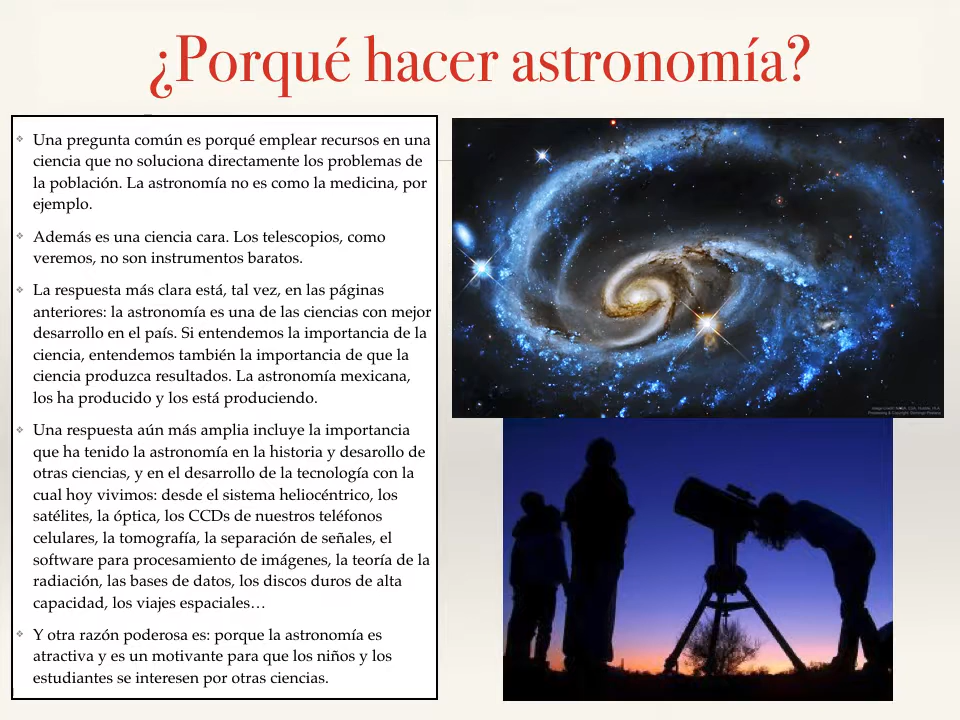 ¿Porqué hacer astronomía?
❖ Una pregunta común es porqué emplear recursos en una
ciencia que no soluciona directamente los problemas de
la población. La astronomía no es como la medicina, por
ejemplo.
❖ Además es una ciencia cara. Los telescopios, como
veremos, no son instrumentos baratos.
❖ La respuesta más clara está, tal vez, en las páginas
anteriores: la astronomía es una de las ciencias con mejor
desarrollo en el país. Si entendemos la importancia de la
ciencia, entendemos también la importancia de que la
ciencia produzca resultados. La astronomía mexicana,
los ha producido y los está produciendo.
❖ Una respuesta aún más amplia incluye la importancia
que ha tenido la astronomía en la historia y desarollo de
otras ciencias, y en el desarrollo de la tecnología con la
cual hoy vivimos: desde el sistema heliocéntrico, los
satélites, la óptica, los CCDs de nuestros teléfonos
celulares, la tomografía, la separación de señales, el
software para procesamiento de imágenes, la teoría de la
radiación, las bases de datos, los discos duros de alta
capacidad, los viajes espaciales…
❖ Y otra razón poderosa es: porque la astronomía es
atractiva y es un motivante para que los niños y los
estudiantes se interesen por otras ciencias.